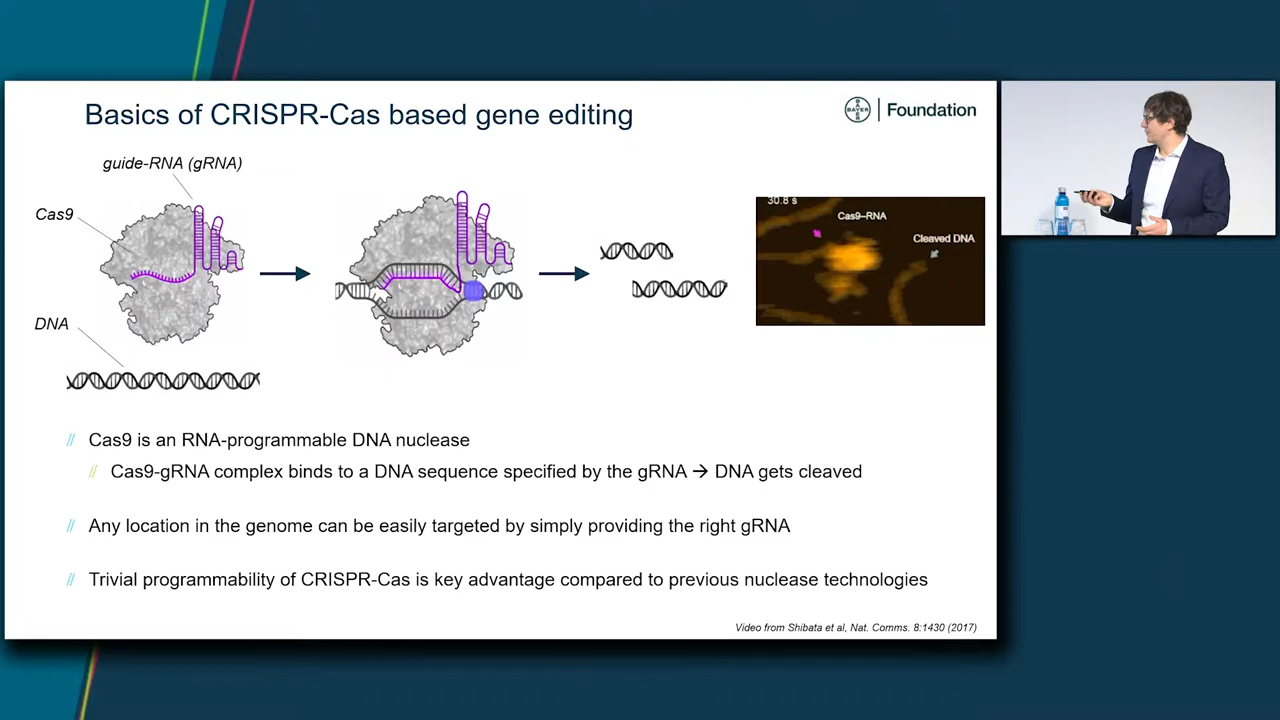 Basics of CRISPR-Cas based gene editing
BAYER
Foundation
guide-RNA (gRNA)
Cas9
DNA
30.8 s
Cas9–RNA
Cleaved DNA
// Cas9 is an RNA-programmable DNA nuclease
// Cas9-gRNA complex binds to a DNA sequence specified by the gRNA → DNA gets cleaved
// Any location in the genome can be easily targeted by simply providing the right gRNA
// Trivial programmability of CRISPR-Cas is key advantage compared to previous nuclease technologies
Video from Shibata et al, Nat. Comms. 8:1430 (2017)